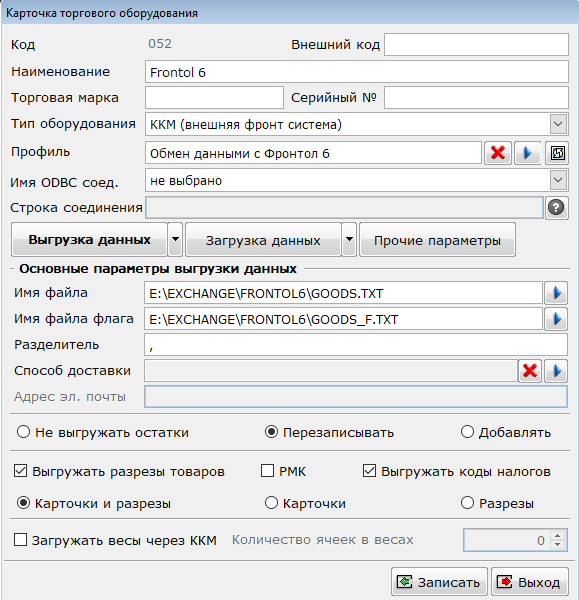 Карточка торгового оборудования
Код 052 Внешний код
Наименование Frontol 6
Торговая марка Серийный №
Тип оборудования ККМ (внешняя фронт система)
Профиль Обмен данными с Фронтол 6
Имя ODBC соед. не выбрано
Строка соединения ?
Выгрузка данных Загрузка данных Прочие параметры
Основные параметры выгрузки данных
Имя файла E:\EXCHANGE\FRONTOL6\GOODS.TXT
Имя файла флага E:\EXCHANGE\FRONTOL6\GOODS_F.TXT
Разделитель ,
Способ доставки
Адрес эл. почты
Не выгружать остатки Перезаписывать Добавлять
Выгружать разрезы товаров РМК Выгружать коды налогов
Карточки и разрезы Карточки Разрезы
Загружать весы через ККМ Количество ячеек в весах 0
Записать Выход